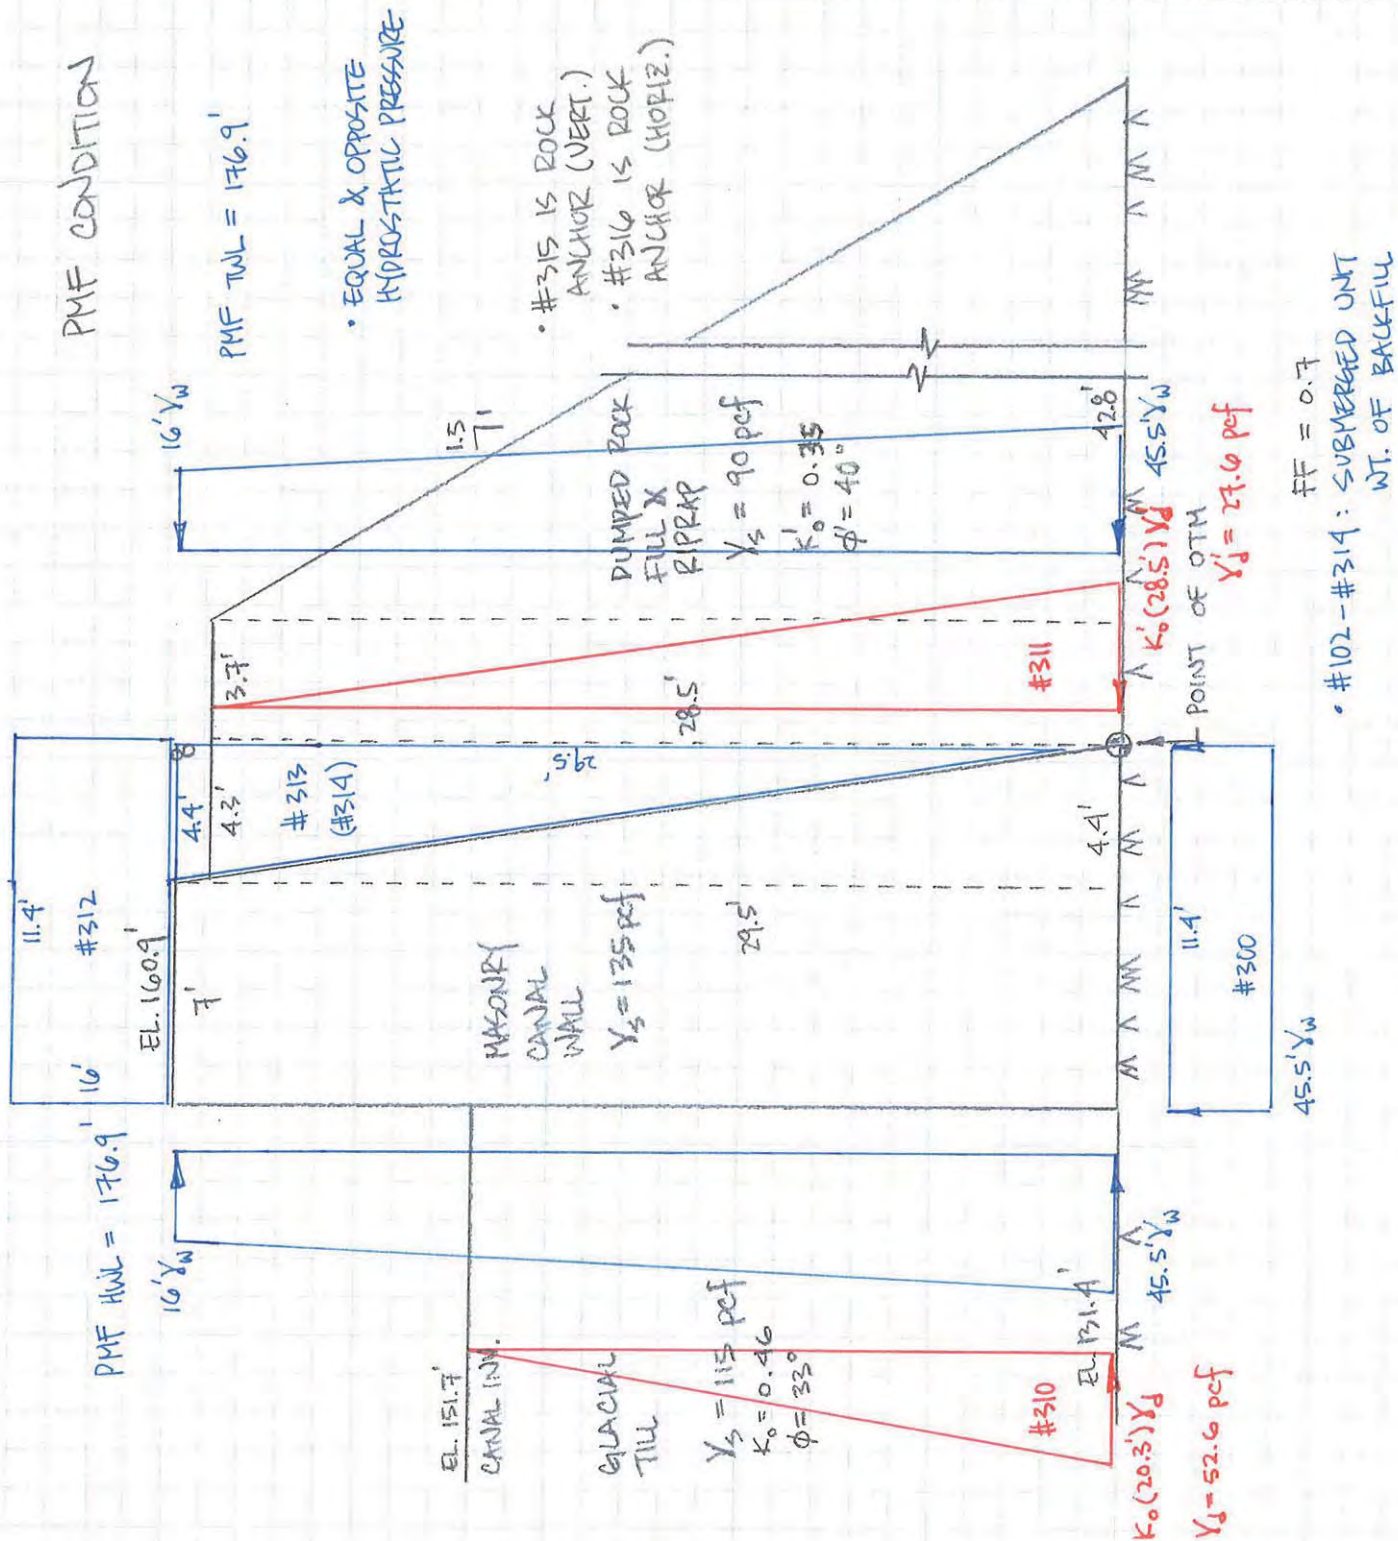 PMF CONDITION
PMF HWL = 176.9'
PMF TWL = 176.9'
• EQUAL & OPPOSITE
HYDROSTATIC PRESSURE
• #315 IS ROCK
ANCHOR (VERT.)
#316 IS ROCK
ANCHOR (HORIZ.)
11.4'
16'
#312
EL. 160.9'
7'
4.4'
4.3'
3.7'
#313
(#314)
16'γw
16'γw
1.5
1
EL. 151.7'
CANAL INV.
GLACIAL
TILL
γs = 115 pcf
Ko = 0.46
φ = 33°
MASONRY
CANAL
WALL
γs = 135 pcf
29.5'
29.5'
28.5'
DUMPED ROCK
FILL &
RIPRAP
γs = 90 pcf
K'o = 0.35
φ' = 40°
#310
#311
EL. 131.4'
4.4'
42.8'
Ko(20.3')γd
γd = 52.6 pcf
45.5'γw
K'o(28.5')γ'd
45.5'γw
γ'd = 27.6 pcf
POINT OF OTM
11.4'
#300
45.5'γw
FF = 0.7
• #102-#314: SUBMERGED UNIT
WT. OF BACKFILL